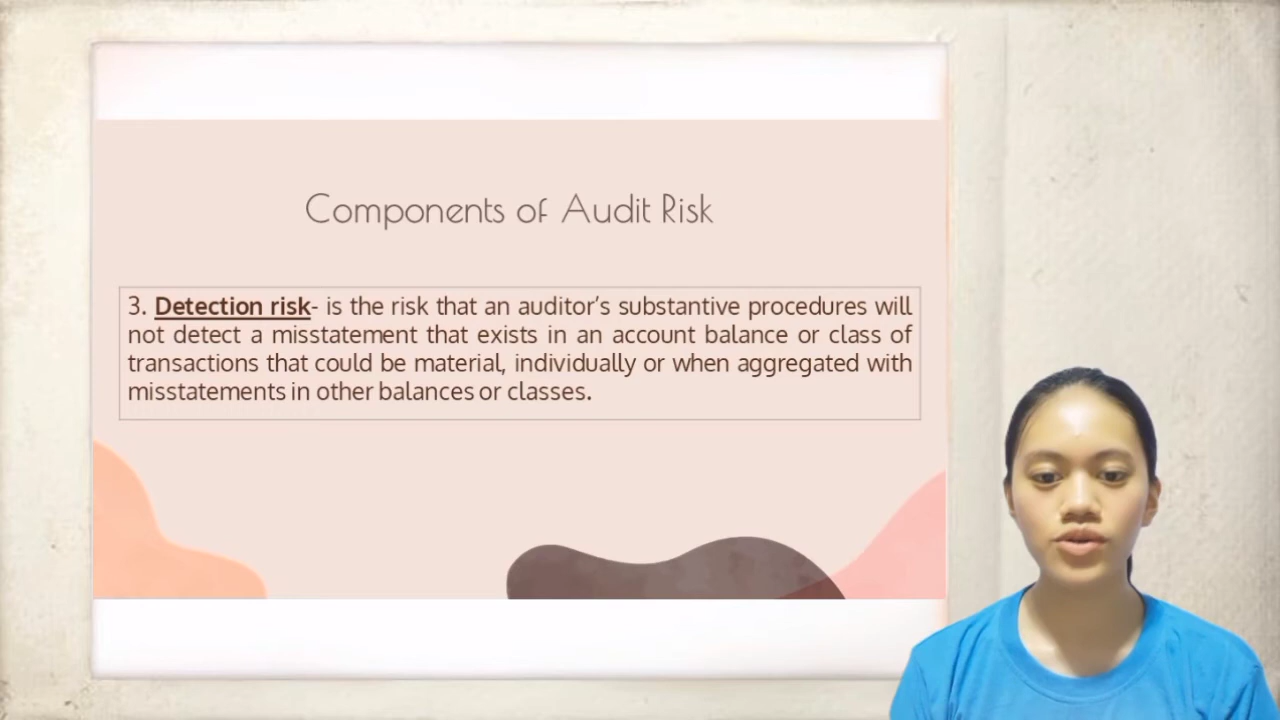 Components of Audit Risk
3. Detection risk- is the risk that an auditor’s substantive procedures will
not detect a misstatement that exists in an account balance or class of
transactions that could be material, individually or when aggregated with
misstatements in other balances or classes.